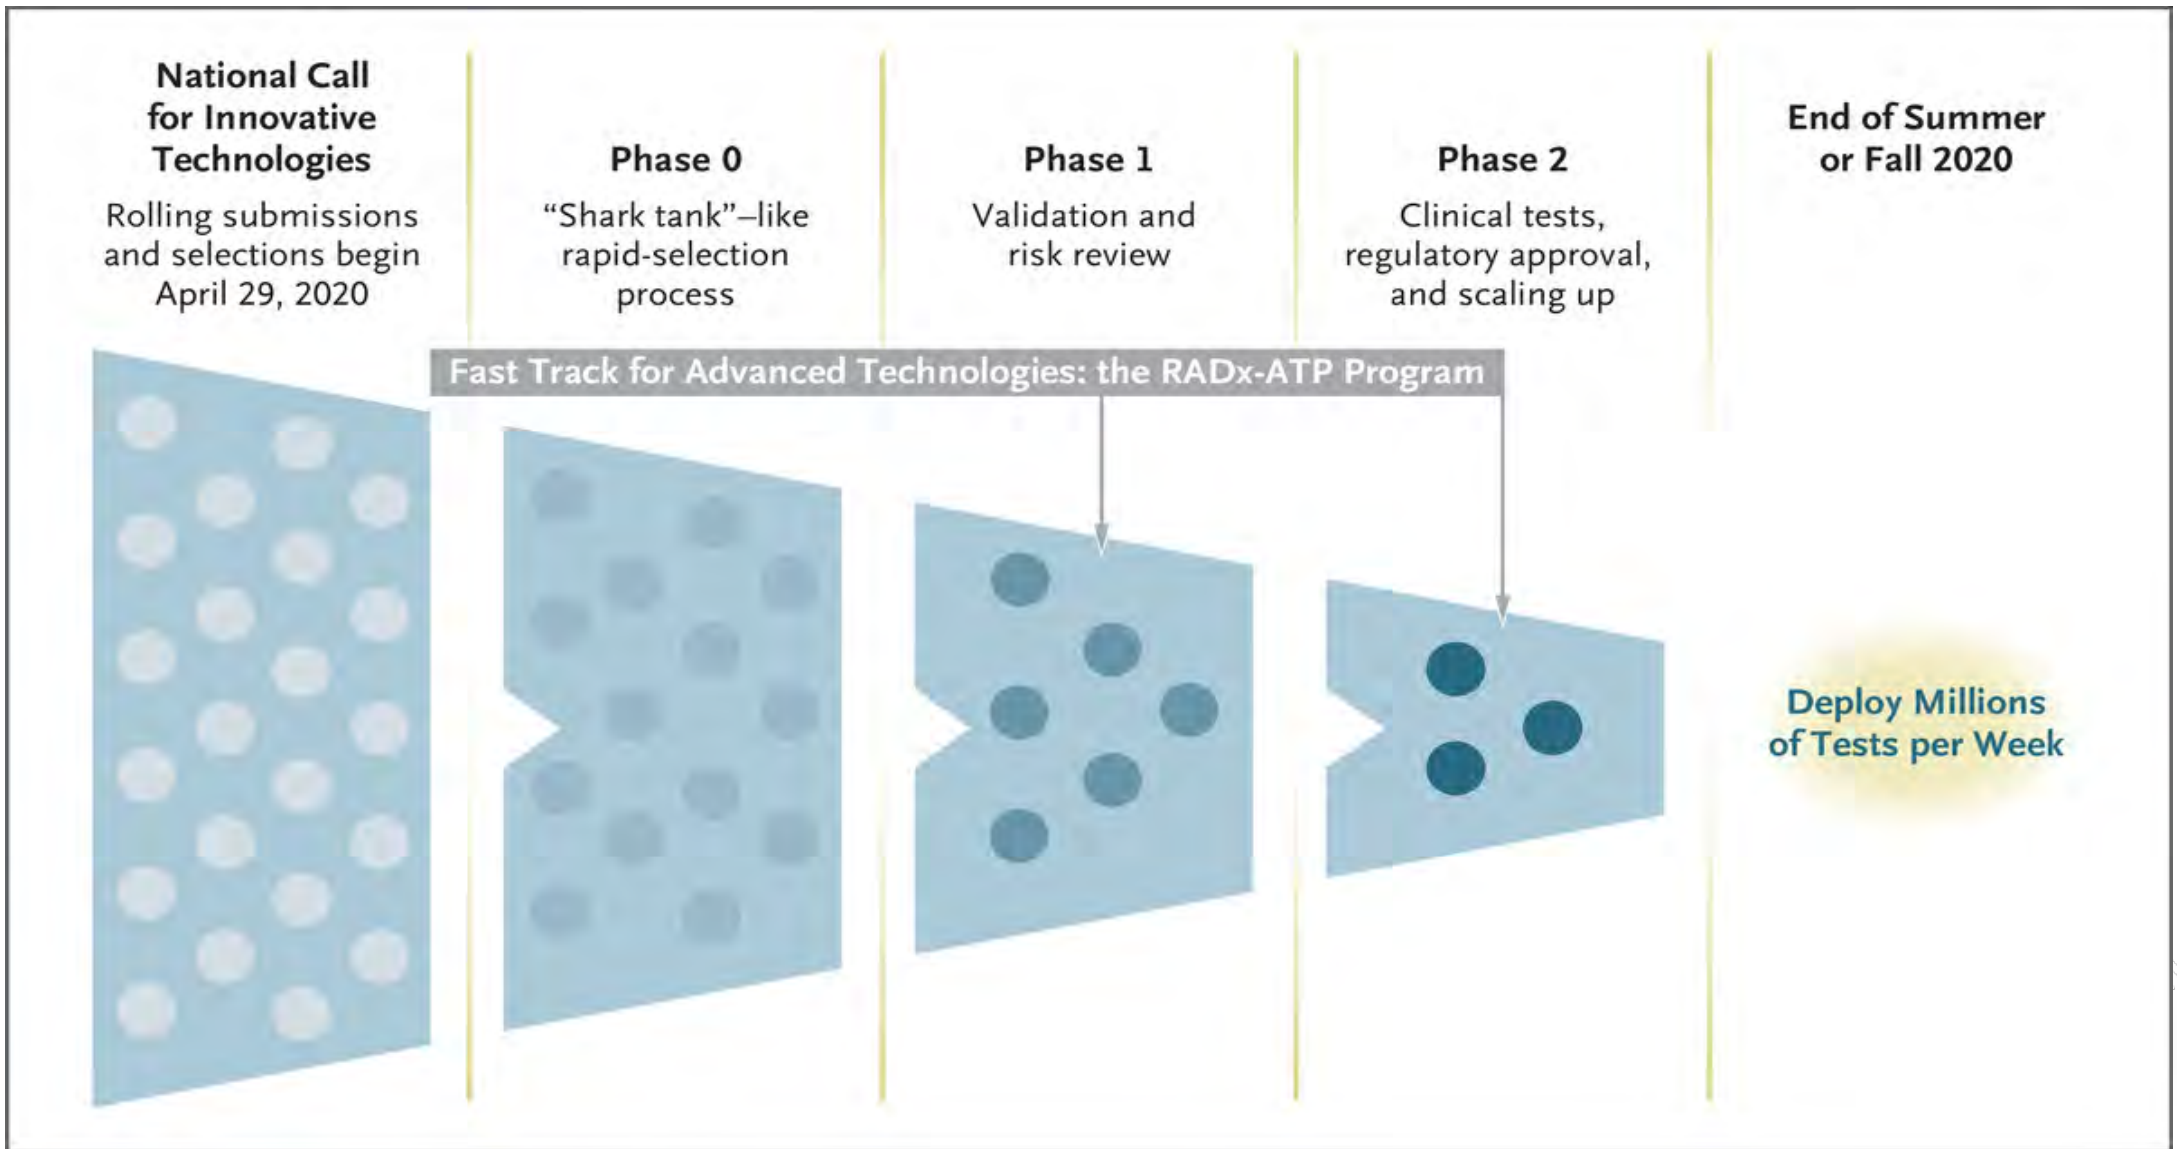 National Call
for Innovative
Technologies
Rolling submissions
and selections begin
April 29, 2020
Phase 0
“Shark tank”–like
rapid-selection
process
Phase 1
Validation and
risk review
Phase 2
Clinical tests,
regulatory approval,
and scaling up
End of Summer
or Fall 2020
Fast Track for Advanced Technologies: the RADx-ATP Program
Deploy Millions
of Tests per Week